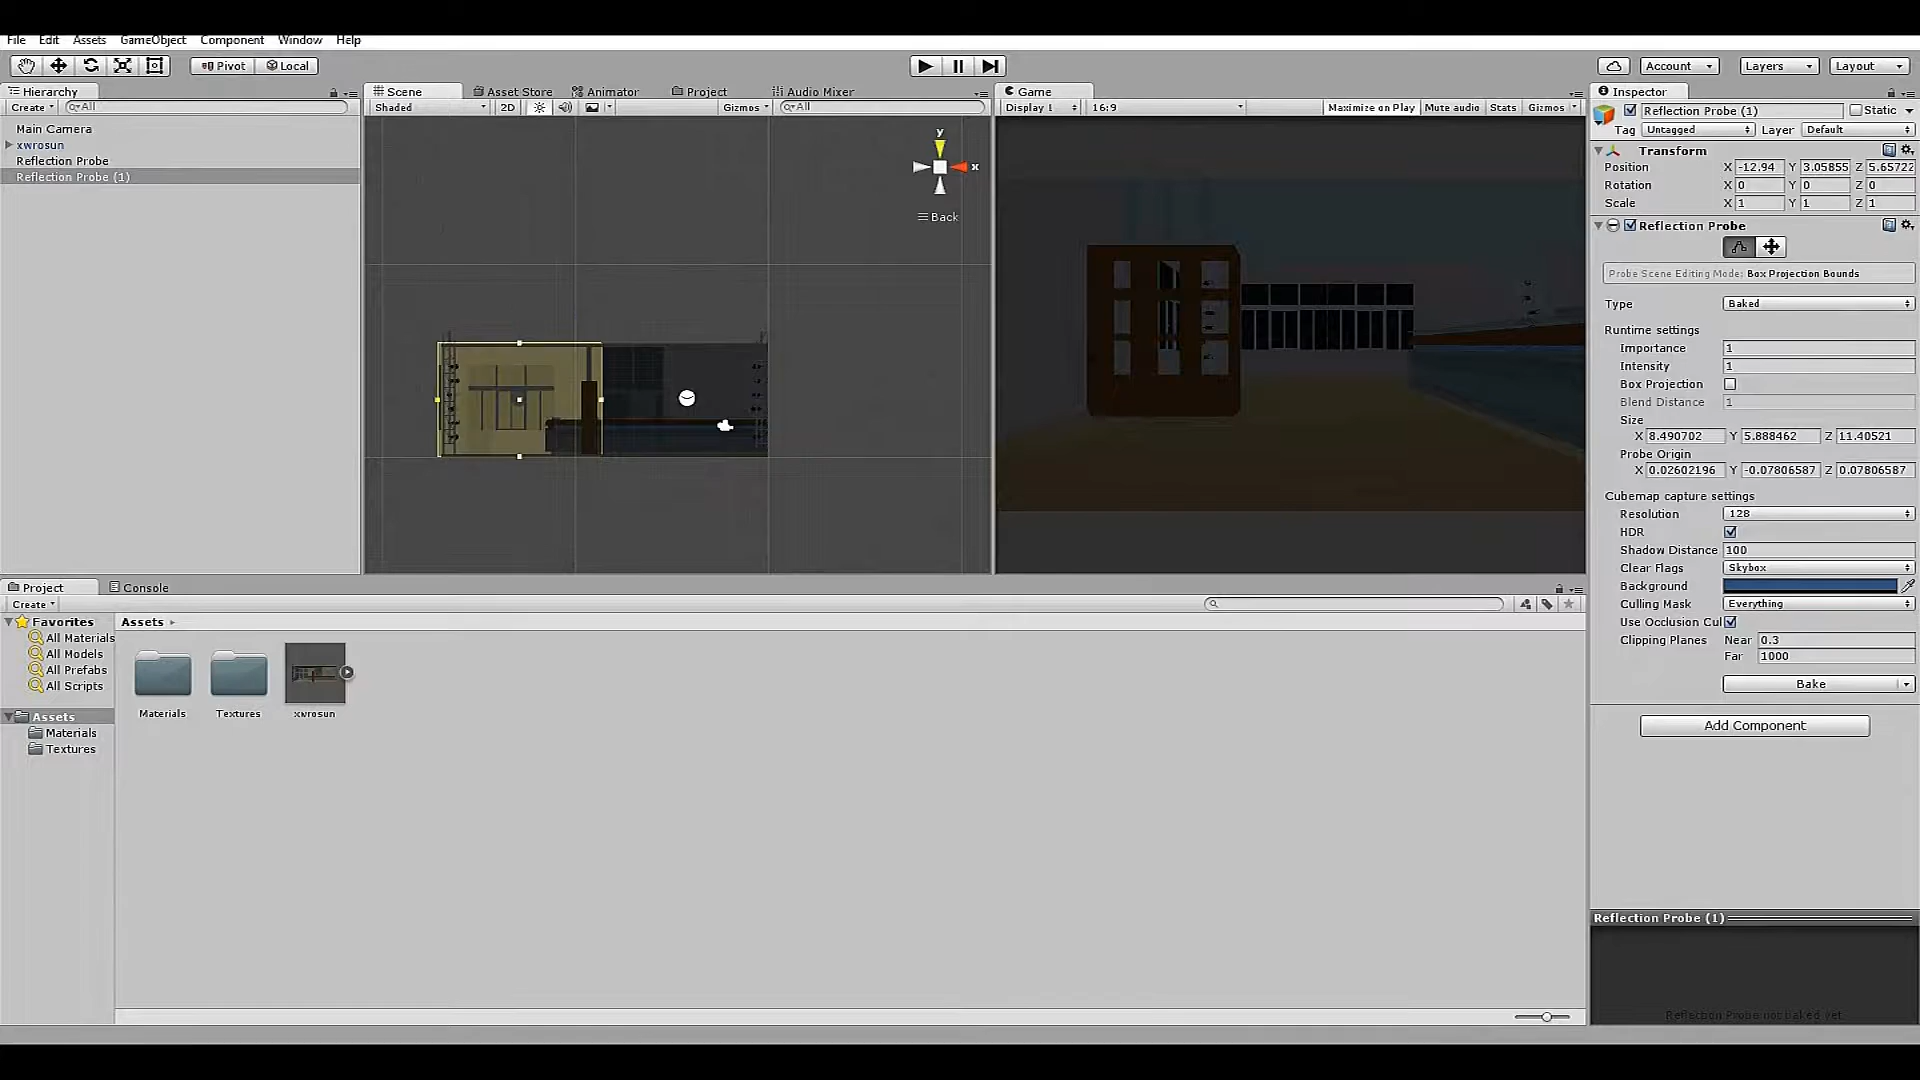 File Edit Assets GameObject Component Window Help
Pivot Local Account Layers Layout
Hierarchy
Create All
Main Camera
xwrosun
Reflection Probe
Reflection Probe (1)
Scene Asset Store Animator Project Audio Mixer
Shaded 2D Gizmos All
y
x
Back
Game
Display 1 16:9 Maximize on Play Mute audio Stats Gizmos
Inspector
Reflection Probe (1) Static
Tag Untagged Layer Default
Transform
Position X -12.94 Y 3.05855 Z 5.65722
Rotation X 0 Y 0 Z 0
Scale X 1 Y 1 Z 1
Reflection Probe
Probe Scene Editing Mode: Box Projection Bounds
Type Baked
Runtime settings
Importance 1
Intensity 1
Box Projection
Blend Distance 1
Size
X 8.490702 Y 5.888462 Z 11.40521
Probe Origin
X 0.02602196 Y -0.07806587 Z 0.07806587
Cubemap capture settings
Resolution 128
HDR
Shadow Distance 100
Clear Flags Skybox
Background
Culling Mask Everything
Use Occlusion Cul
Clipping Planes Near 0.3
Far 1000
Bake
Add Component
Reflection Probe (1)
Reflection Probe not baked yet
Project Console
Create
Favorites
All Materials
All Models
All Prefabs
All Scripts
Assets
Materials
Textures
Assets
Materials Textures xwrosun